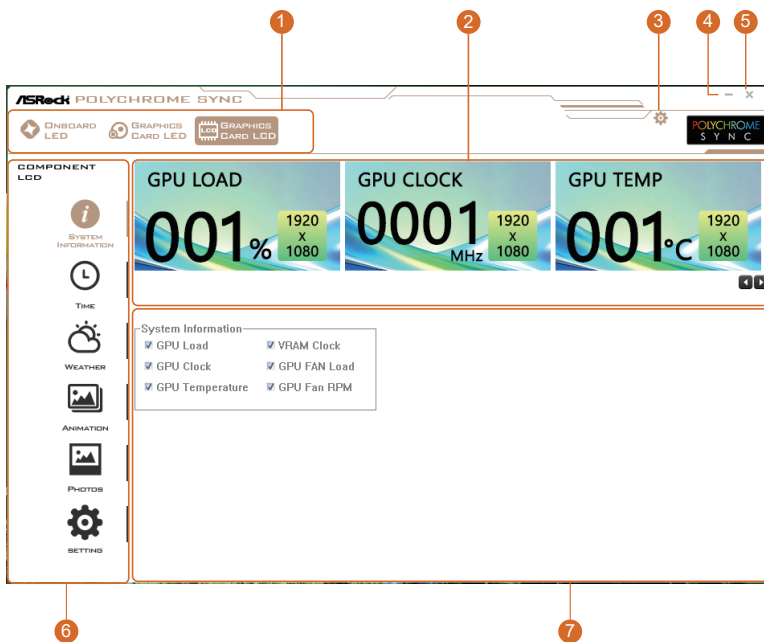 1
2
3
4
5
ASRock POLYCHROME SYNC
ONBOARD LED
GRAPHICS CARD LED
LCD
GRAPHICS CARD LCD
POLYCHROME
SYNC
COMPONENT
LCD
i
SYSTEM
INFORMATION
TIME
WEATHER
ANIMATION
PHOTOS
SETTING
GPU LOAD
001%
1920
X
1080
GPU CLOCK
0001
MHz
1920
X
1080
GPU TEMP
001°C
1920
X
1080
System Information
GPU Load
VRAM Clock
GPU Clock
GPU FAN Load
GPU Temperature
GPU Fan RPM
6
7